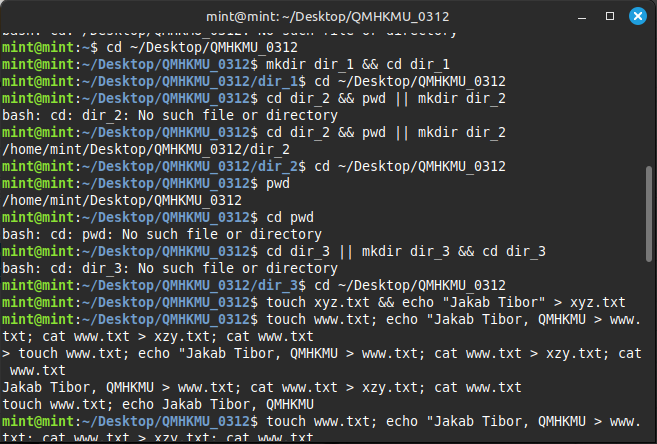 mint@mint: ~/Desktop/QMHKMU_0312
bash: cd: /Desktop/QMHKMU_0312: No such file or directory
mint@mint:~$ cd ~/Desktop/QMHKMU_0312
mint@mint:~/Desktop/QMHKMU_0312$ mkdir dir_1 && cd dir_1
mint@mint:~/Desktop/QMHKMU_0312/dir_1$ cd ~/Desktop/QMHKMU_0312
mint@mint:~/Desktop/QMHKMU_0312$ cd dir_2 && pwd || mkdir dir_2
bash: cd: dir_2: No such file or directory
mint@mint:~/Desktop/QMHKMU_0312$ cd dir_2 && pwd || mkdir dir_2
/home/mint/Desktop/QMHKMU_0312/dir_2
mint@mint:~/Desktop/QMHKMU_0312/dir_2$ cd ~/Desktop/QMHKMU_0312
mint@mint:~/Desktop/QMHKMU_0312$ pwd
/home/mint/Desktop/QMHKMU_0312
mint@mint:~/Desktop/QMHKMU_0312$ cd pwd
bash: cd: pwd: No such file or directory
mint@mint:~/Desktop/QMHKMU_0312$ cd dir_3 || mkdir dir_3 && cd dir_3
bash: cd: dir_3: No such file or directory
mint@mint:~/Desktop/QMHKMU_0312/dir_3$ cd ~/Desktop/QMHKMU_0312
mint@mint:~/Desktop/QMHKMU_0312$ touch xyz.txt && echo "Jakab Tibor" > xyz.txt
mint@mint:~/Desktop/QMHKMU_0312$ touch www.txt; echo "Jakab Tibor, QMHKMU > www.
txt; cat www.txt > xzy.txt; cat www.txt
> touch www.txt; echo "Jakab Tibor, QMHKMU > www.txt; cat www.txt > xzy.txt; cat
 www.txt
Jakab Tibor, QMHKMU > www.txt; cat www.txt > xzy.txt; cat www.txt
touch www.txt; echo Jakab Tibor, QMHKMU
mint@mint:~/Desktop/QMHKMU_0312$ touch www.txt; echo "Jakab Tibor, QMHKMU > www.
txt; cat www.txt > xzy.txt; cat www.txt